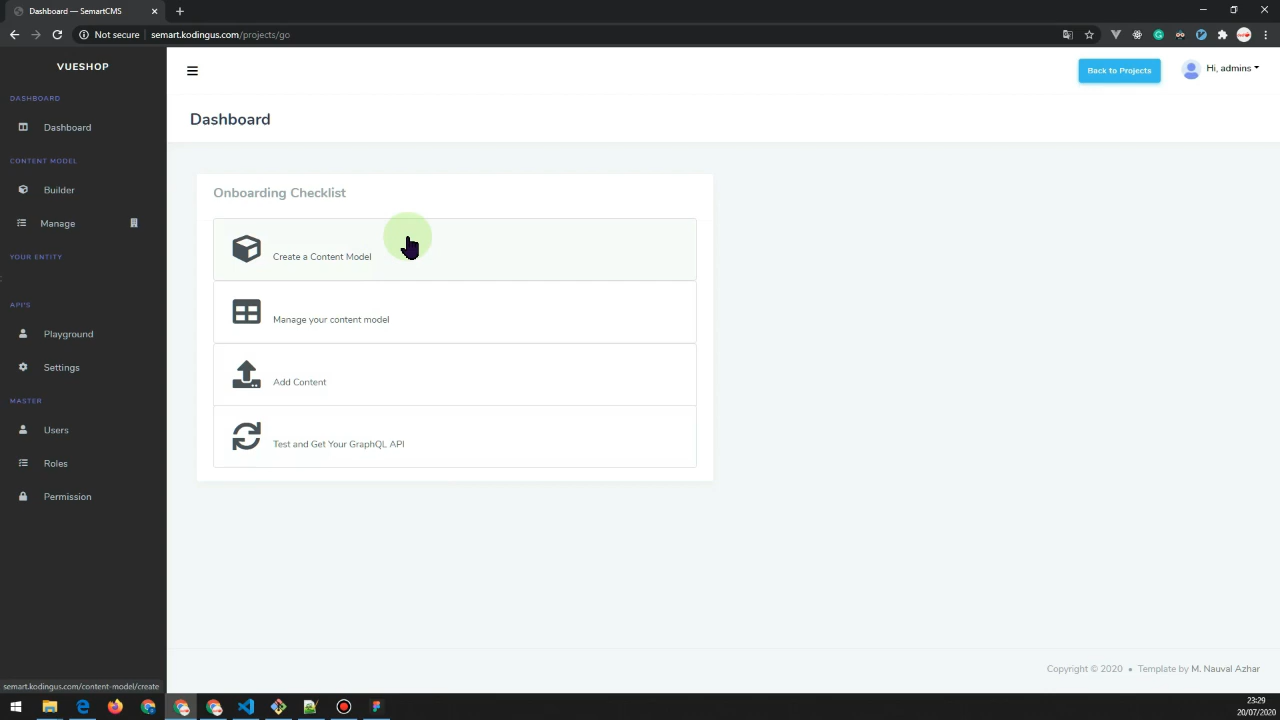 Dashboard — SemartCMS
Not secure
semart.kodingus.com/projects/go
VUESHOP
Back to Projects
Hi, admins
DASHBOARD
Dashboard
Dashboard
CONTENT MODEL
Builder
Manage
YOUR ENTITY
API'S
Playground
Settings
MASTER
Users
Roles
Permission
Onboarding Checklist
Create a Content Model
Manage your content model
Add Content
Test and Get Your GraphQL API
Copyright © 2020 • Template by M. Nauval Azhar
semart.kodingus.com/content-model/create
23:29
20/07/2020